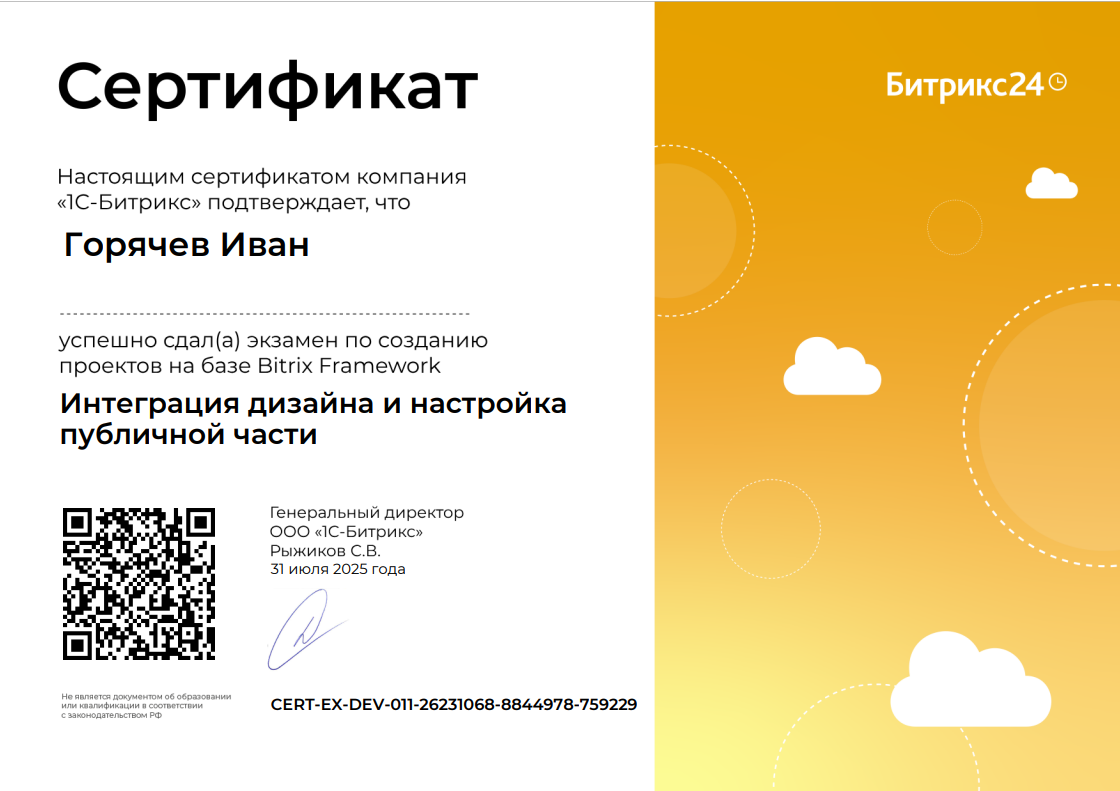 Сертификат
Битрикс24
Настоящим сертификатом компания
«1С-Битрикс» подтверждает, что
Горячев Иван
успешно сдал(а) экзамен по созданию
проектов на базе Bitrix Framework
Интеграция дизайна и настройка
публичной части
Генеральный директор
ООО «1С-Битрикс»
Рыжиков С.В.
31 июля 2025 года
Не является документом об образовании
или квалификации в соответствии
с законодательством РФ
CERT-EX-DEV-011-26231068-8844978-759229